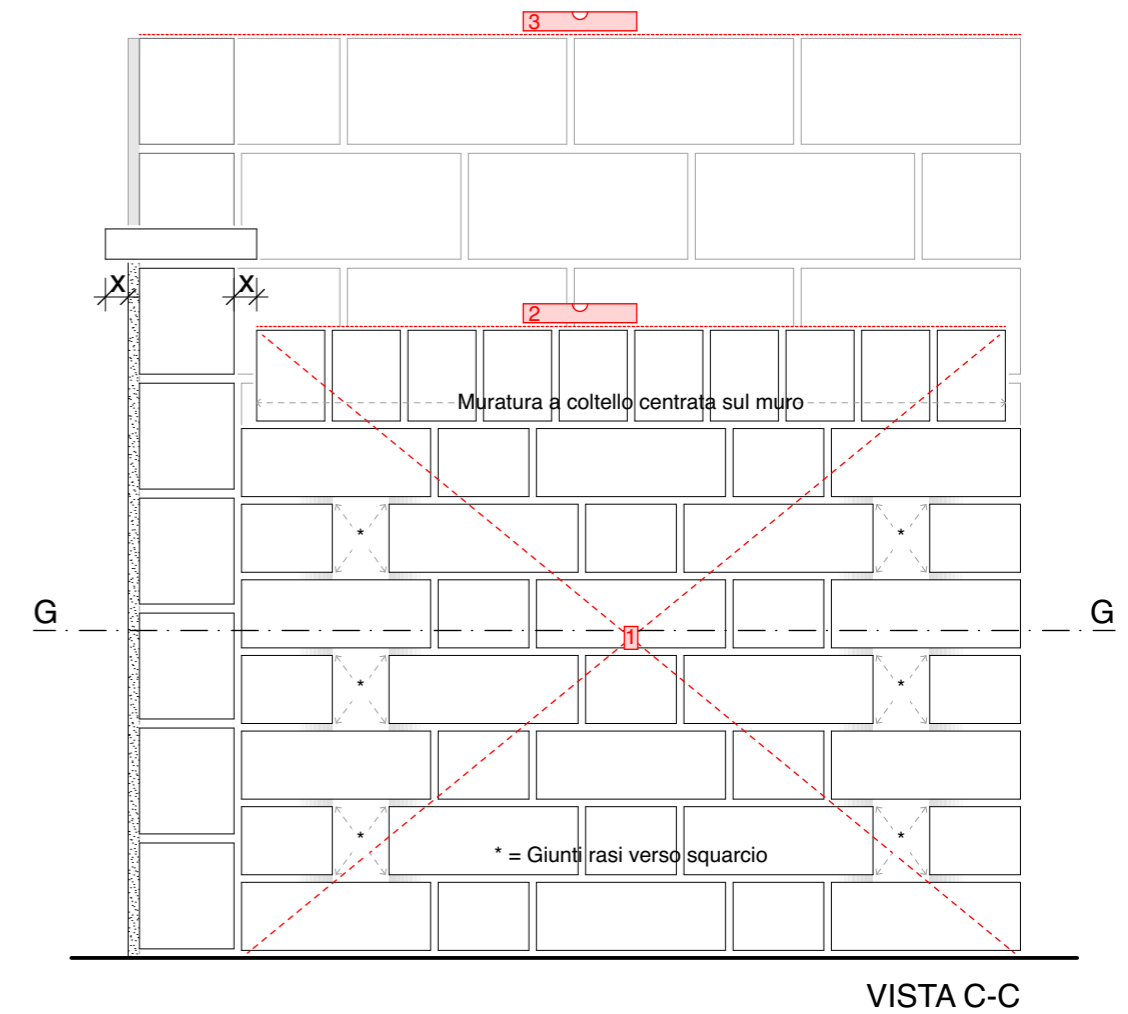 3
X X
2
Muratura a coltello centrata sul muro
* *
G G
1
* *
* *
* = Giunti rasi verso squarcio
VISTA C-C